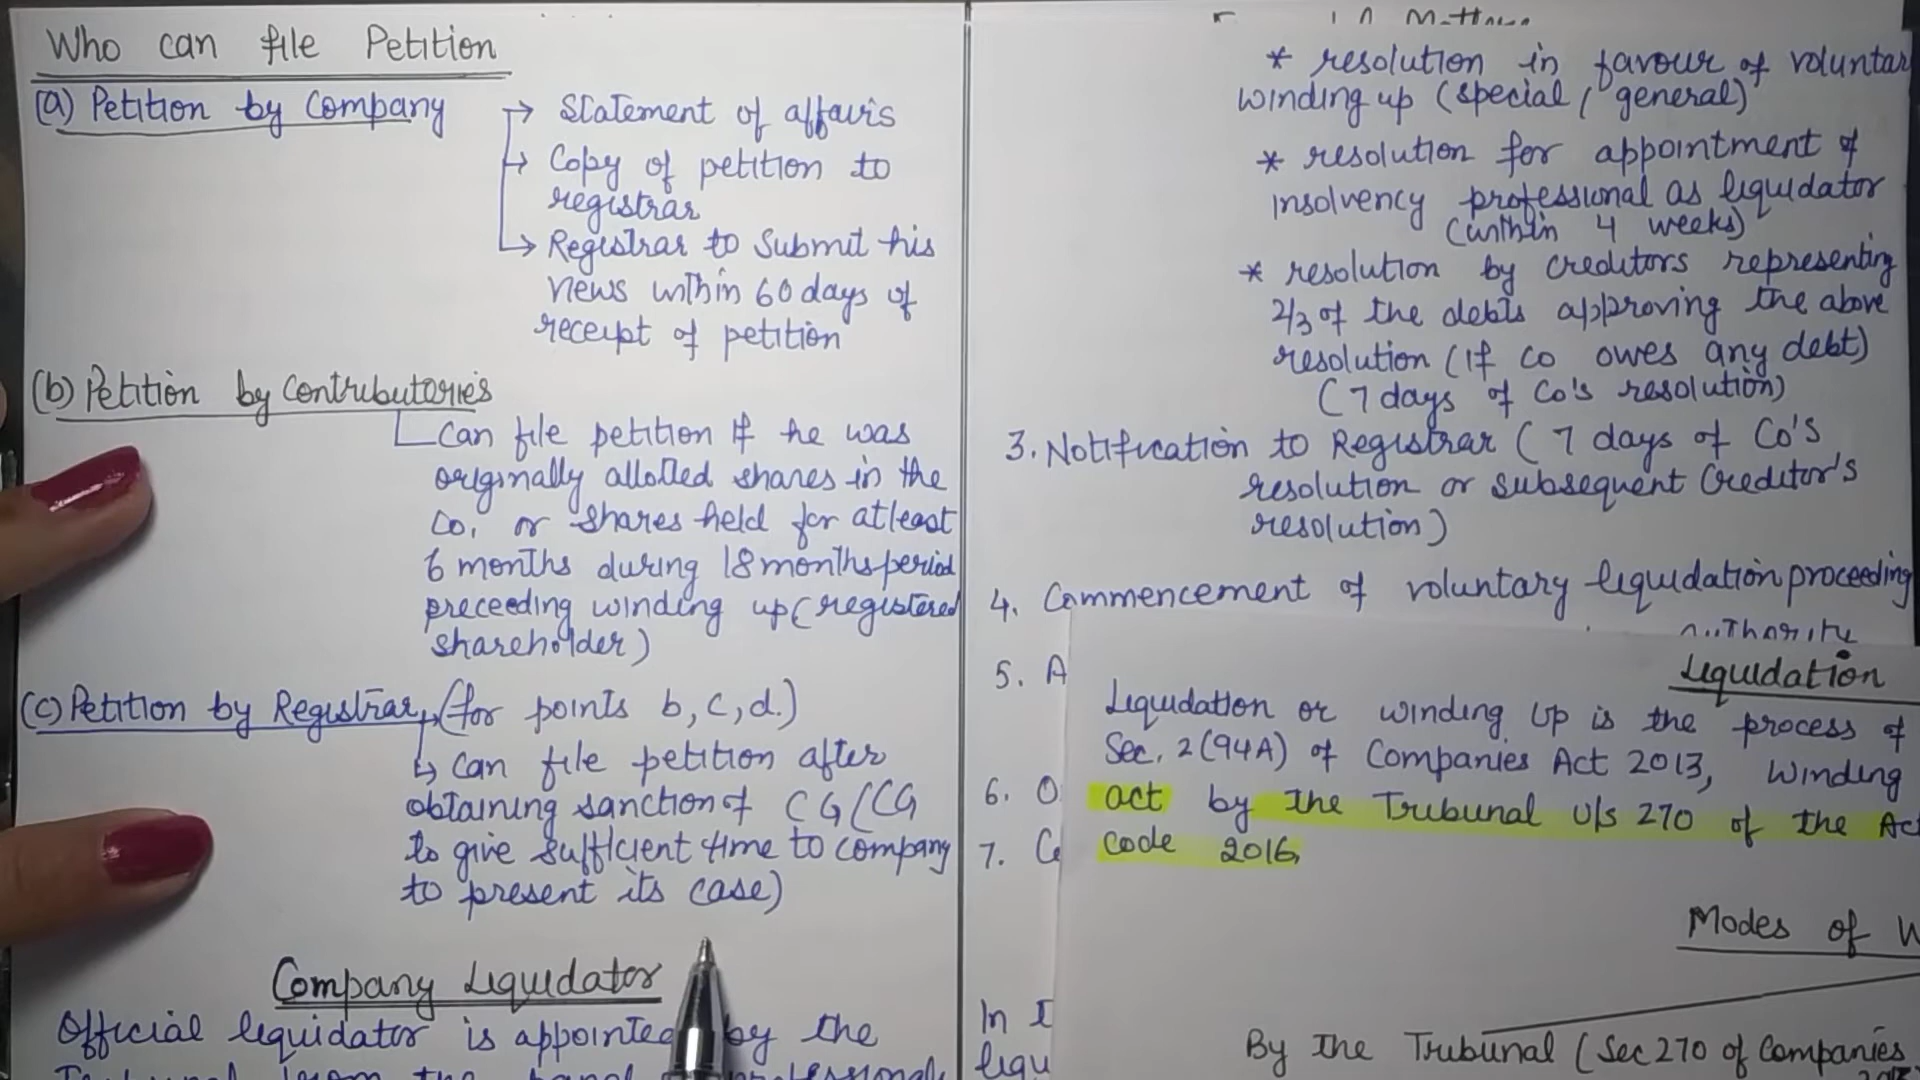 Who can file Petition
(a) Petition by Company
→ Statement of affairs
→ Copy of petition to
registrar
→ Registrar to submit his
views within 60 days of
receipt of petition
(b) Petition by Contributories
Can file petition if he was
originally allotted shares in the
Co, or shares held for atleast
6 months during 18 months period
preceeding winding up (registered
shareholder)
(c) Petition by Registrar (for points b, c, d.)
↳ Can file petition after
obtaining sanction of CG (CG
to give sufficient time to company
to present its case)
Company Liquidator
Official liquidator is appointed by the
* resolution in favour of voluntar
winding up (special / general)
* resolution for appointment of
insolvency professional as liquidator
(within 4 weeks)
* resolution by creditors representing
2/3 of the debts approving the above
resolution (if co owes any debt)
(7 days of Co's resolution)
3. Notification to Registrar (7 days of Co's
resolution or subsequent Creditor's
resolution)
4. Commencement of voluntary liquidation proceeding
authority
5. A
6. O
7. C
In
liqu
Liquidation
Liquidation or winding up is the process of
Sec. 2(94A) of Companies Act 2013, winding
act by the Tribunal u/s 270 of the Act
code 2016,
Modes of W
By the Tribunal (Sec 270 of Companies